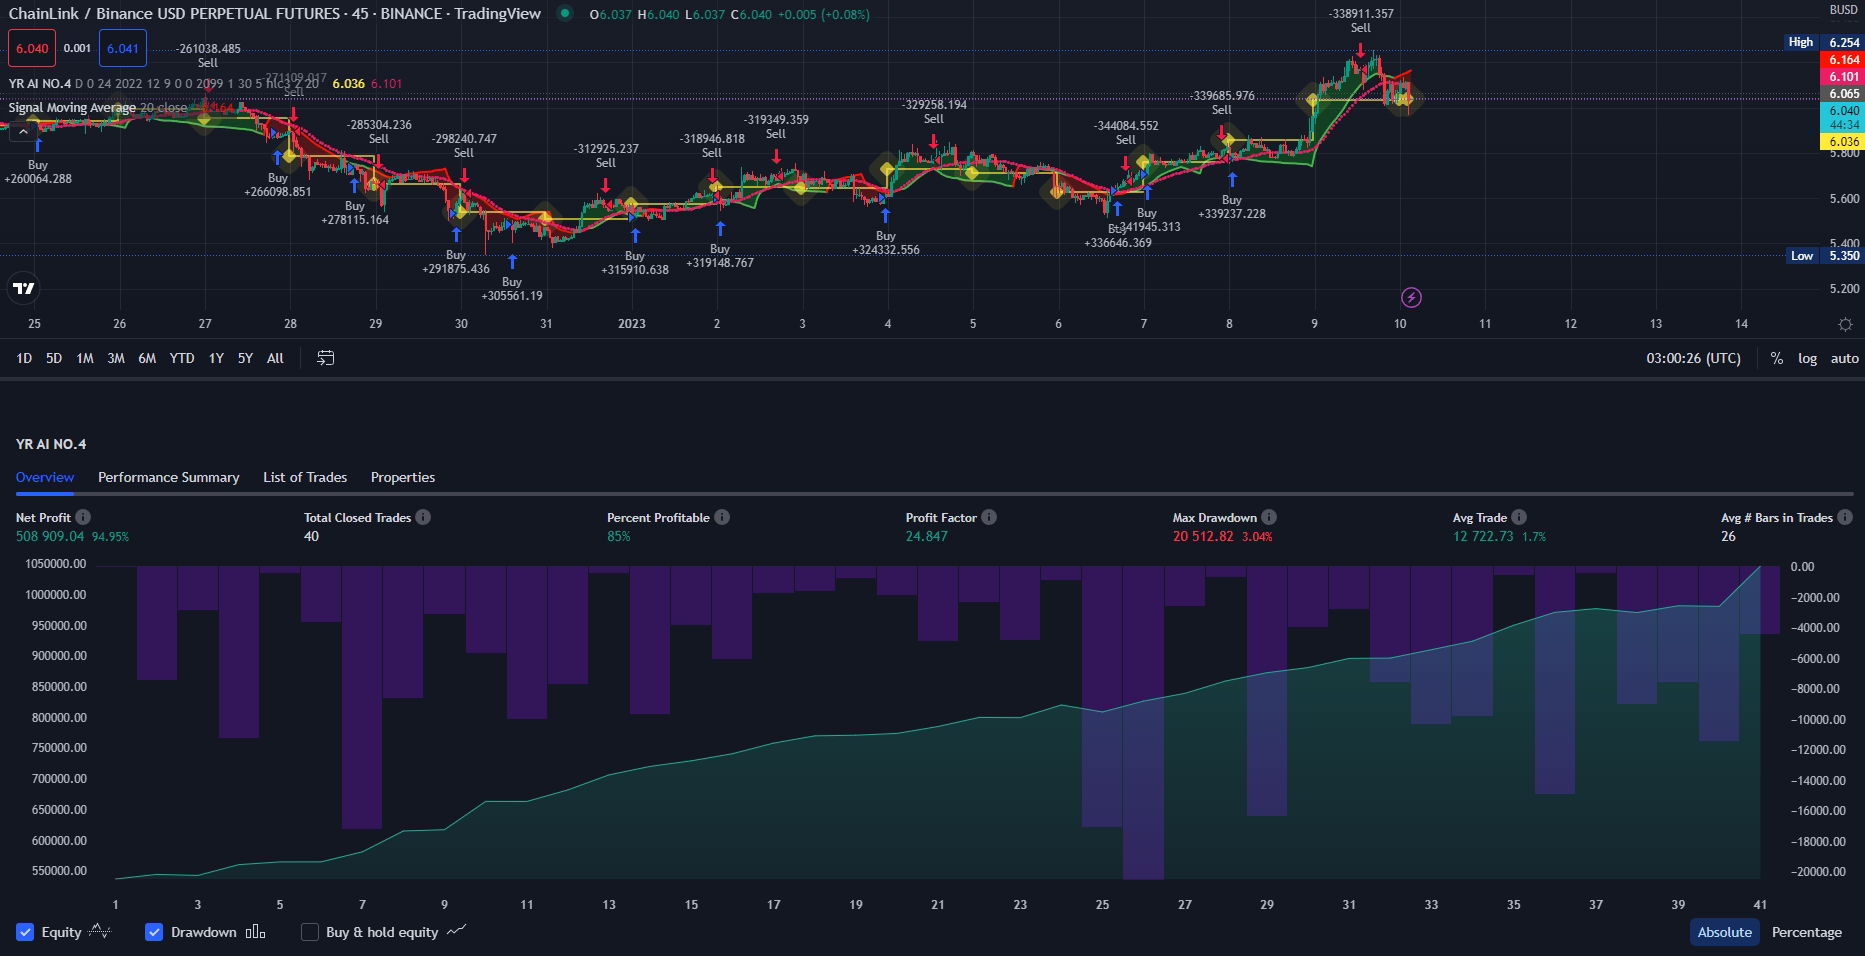 ChainLink / Binance USD PERPETUAL FUTURES · 45 · BINANCE · TradingView O6.037 H6.040 L6.037 C6.040 +0.005 (+0.08%)
BUSD
6.040 0.001 6.041
YR AI NO.4 D 0 24 2022 12 9 0 0 2099 1 30 5 hlc3 2 20 6.036 6.101
Signal Moving Average 20 close 6.164
-261038.485
Sell
-271109.017
Sell
-285304.236
Sell
-298240.747
Sell
-312925.237
Sell
-318946.818
Sell
-319349.359
Sell
-329258.194
Sell
-344084.552
Sell
-339685.976
Sell
-338911.357
Sell
Buy
+260064.288
Buy
+266098.851
Buy
+278115.164
Buy
+291875.436
Buy
+305561.19
Buy
+315910.638
Buy
+319148.767
Buy
+324332.556
+336646.369
Buy
+341945.313
Buy
+339237.228
High 6.254
6.164
6.101
6.065
6.040
44:34
6.036
5.800
5.600
5.400
Low 5.350
5.200
25 26 27 28 29 30 31 2023 2 3 4 5 6 7 8 9 10 11 12 13 14
1D 5D 1M 3M 6M YTD 1Y 5Y All 03:00:26 (UTC) % log auto
YR AI NO.4
Overview Performance Summary List of Trades Properties
Net Profit Total Closed Trades Percent Profitable Profit Factor Max Drawdown Avg Trade Avg # Bars in Trades
508 909.04 94.95% 40 85% 24.847 20 512.82 3.04% 12 722.73 1.7% 26
1050000.00
1000000.00
950000.00
900000.00
850000.00
800000.00
750000.00
700000.00
650000.00
600000.00
550000.00
0.00
−2000.00
−4000.00
−6000.00
−8000.00
−10000.00
−12000.00
−14000.00
−16000.00
−18000.00
−20000.00
1 3 5 7 9 11 13 15 17 19 21 23 25 27 29 31 33 35 37 39 41
Equity Drawdown Buy & hold equity Absolute Percentage